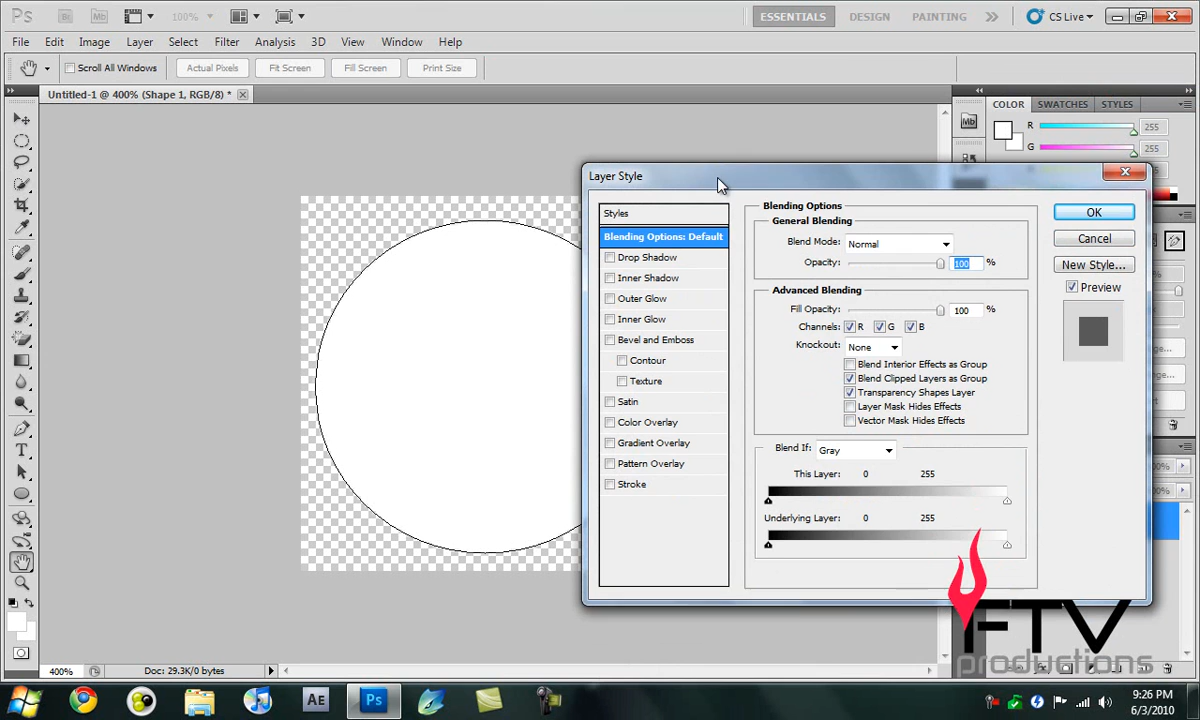 Ps Br Mb 100% ESSENTIALS DESIGN PAINTING CS Live
File Edit Image Layer Select Filter Analysis 3D View Window Help
Scroll All Windows Actual Pixels Fit Screen Fill Screen Print Size
Untitled-1 @ 400% (Shape 1, RGB/8) *
COLOR SWATCHES STYLES
Mb R 255
G 255
Layer Style
Styles
Blending Options: Default
Drop Shadow
Inner Shadow
Outer Glow
Inner Glow
Bevel and Emboss
Contour
Texture
Satin
Color Overlay
Gradient Overlay
Pattern Overlay
Stroke
Blending Options
General Blending
Blend Mode: Normal
Opacity: 100 %
Advanced Blending
Fill Opacity: 100 %
Channels: R G B
Knockout: None
Blend Interior Effects as Group
Blend Clipped Layers as Group
Transparency Shapes Layer
Layer Mask Hides Effects
Vector Mask Hides Effects
Blend If: Gray
This Layer: 0 255
Underlying Layer: 0 255
OK
Cancel
New Style...
Preview
FTV
productions
400% Doc: 29.3K/0 bytes
AE Ps
9:26 PM
6/3/2010